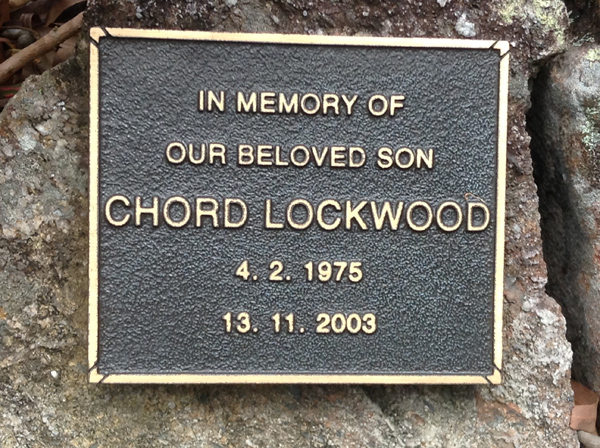 IN MEMORY OF
OUR BELOVED SON
CHORD LOCKWOOD
4. 2. 1975
13. 11. 2003